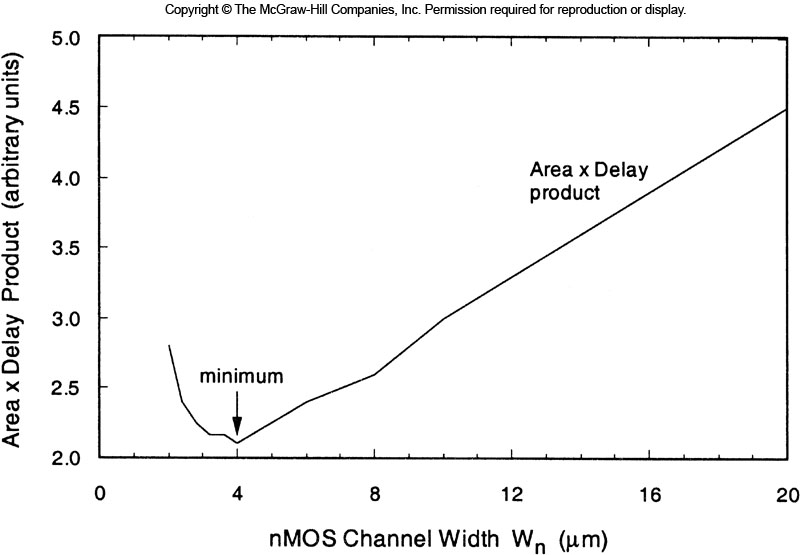 Copyright © The McGraw-Hill Companies, Inc. Permission required for reproduction or display.
Area x Delay Product (arbitrary units)
5.0
4.5
4.0
3.5
3.0
2.5
2.0
Area x Delay
product
minimum
0 4 8 12 16 20
nMOS Channel Width Wn (μm)